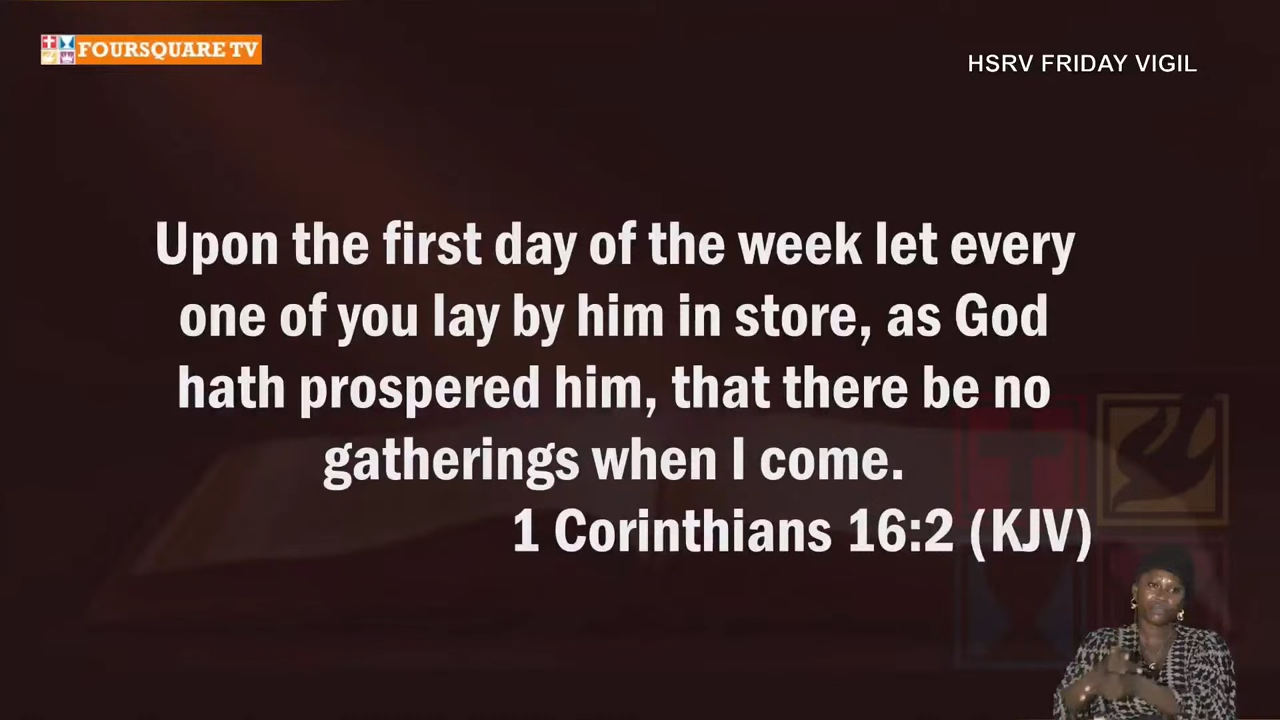 FOURSQUARE TV
HSRV FRIDAY VIGIL
Upon the first day of the week let every
one of you lay by him in store, as God
hath prospered him, that there be no
gatherings when I come.
1 Corinthians 16:2 (KJV)